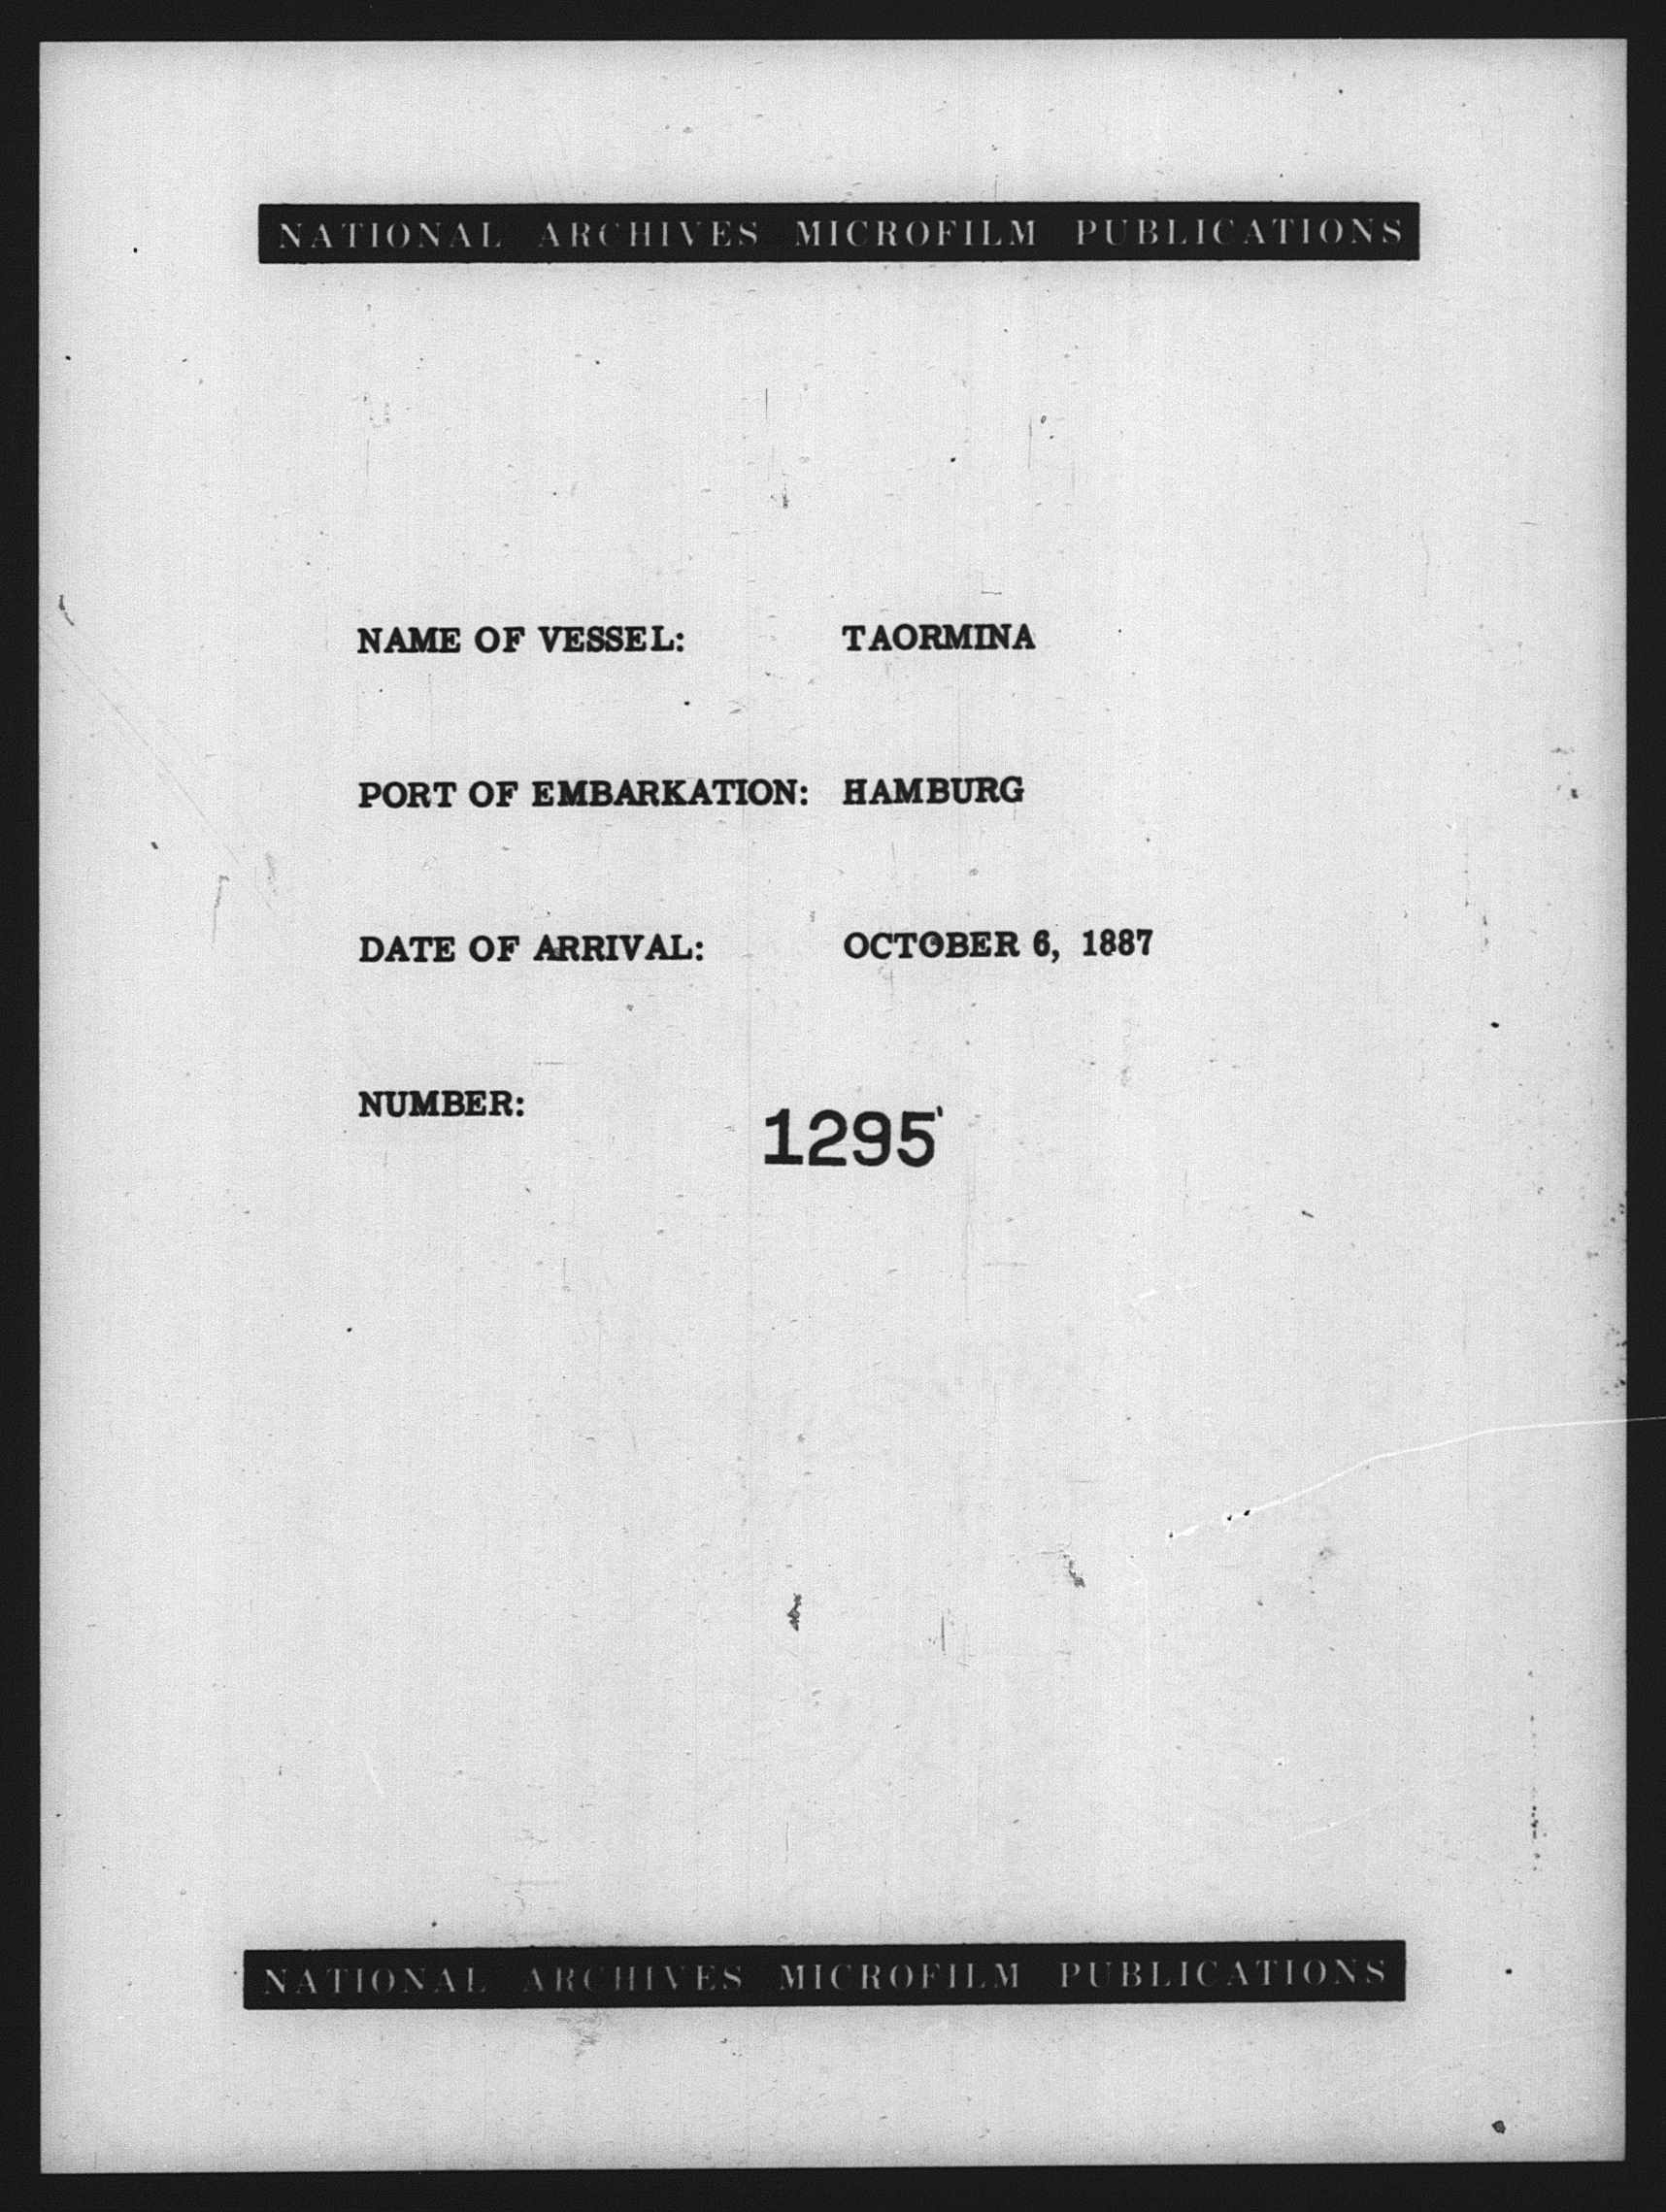 NATIONAL ARCHIVES MICROFILM PUBLICATIONS
NAME OF VESSEL: TAORMINA
PORT OF EMBARKATION: HAMBURG
DATE OF ARRIVAL: OCTOBER 6, 1887
NUMBER: 1295
NATIONAL ARCHIVES MICROFILM PUBLICATIONS